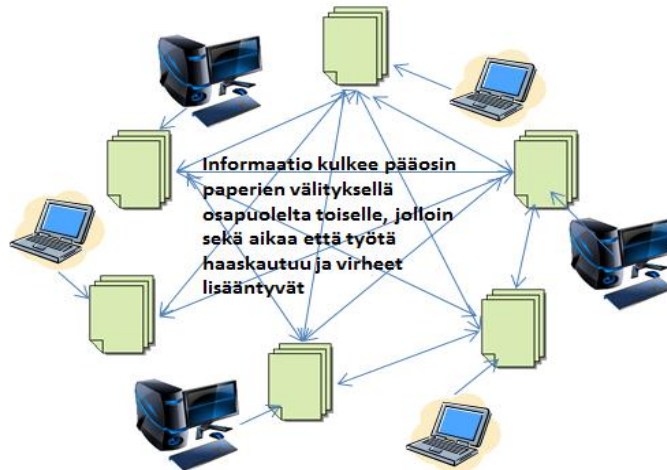 Informaatio kulkee pääosin
paperien välityksellä
osapuolelta toiselle, jolloin
sekä aikaa että työtä
haaskautuu ja virheet
lisääntyvät